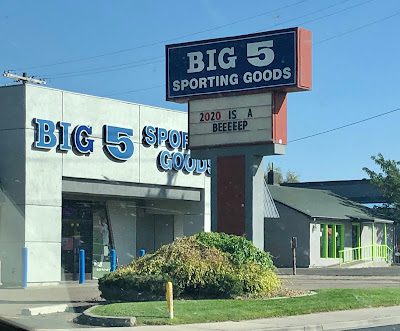 BIG 5
SPORTING GOODS
2020 IS A
BEEEEEP
BIG 5 SPORTING
GOODS